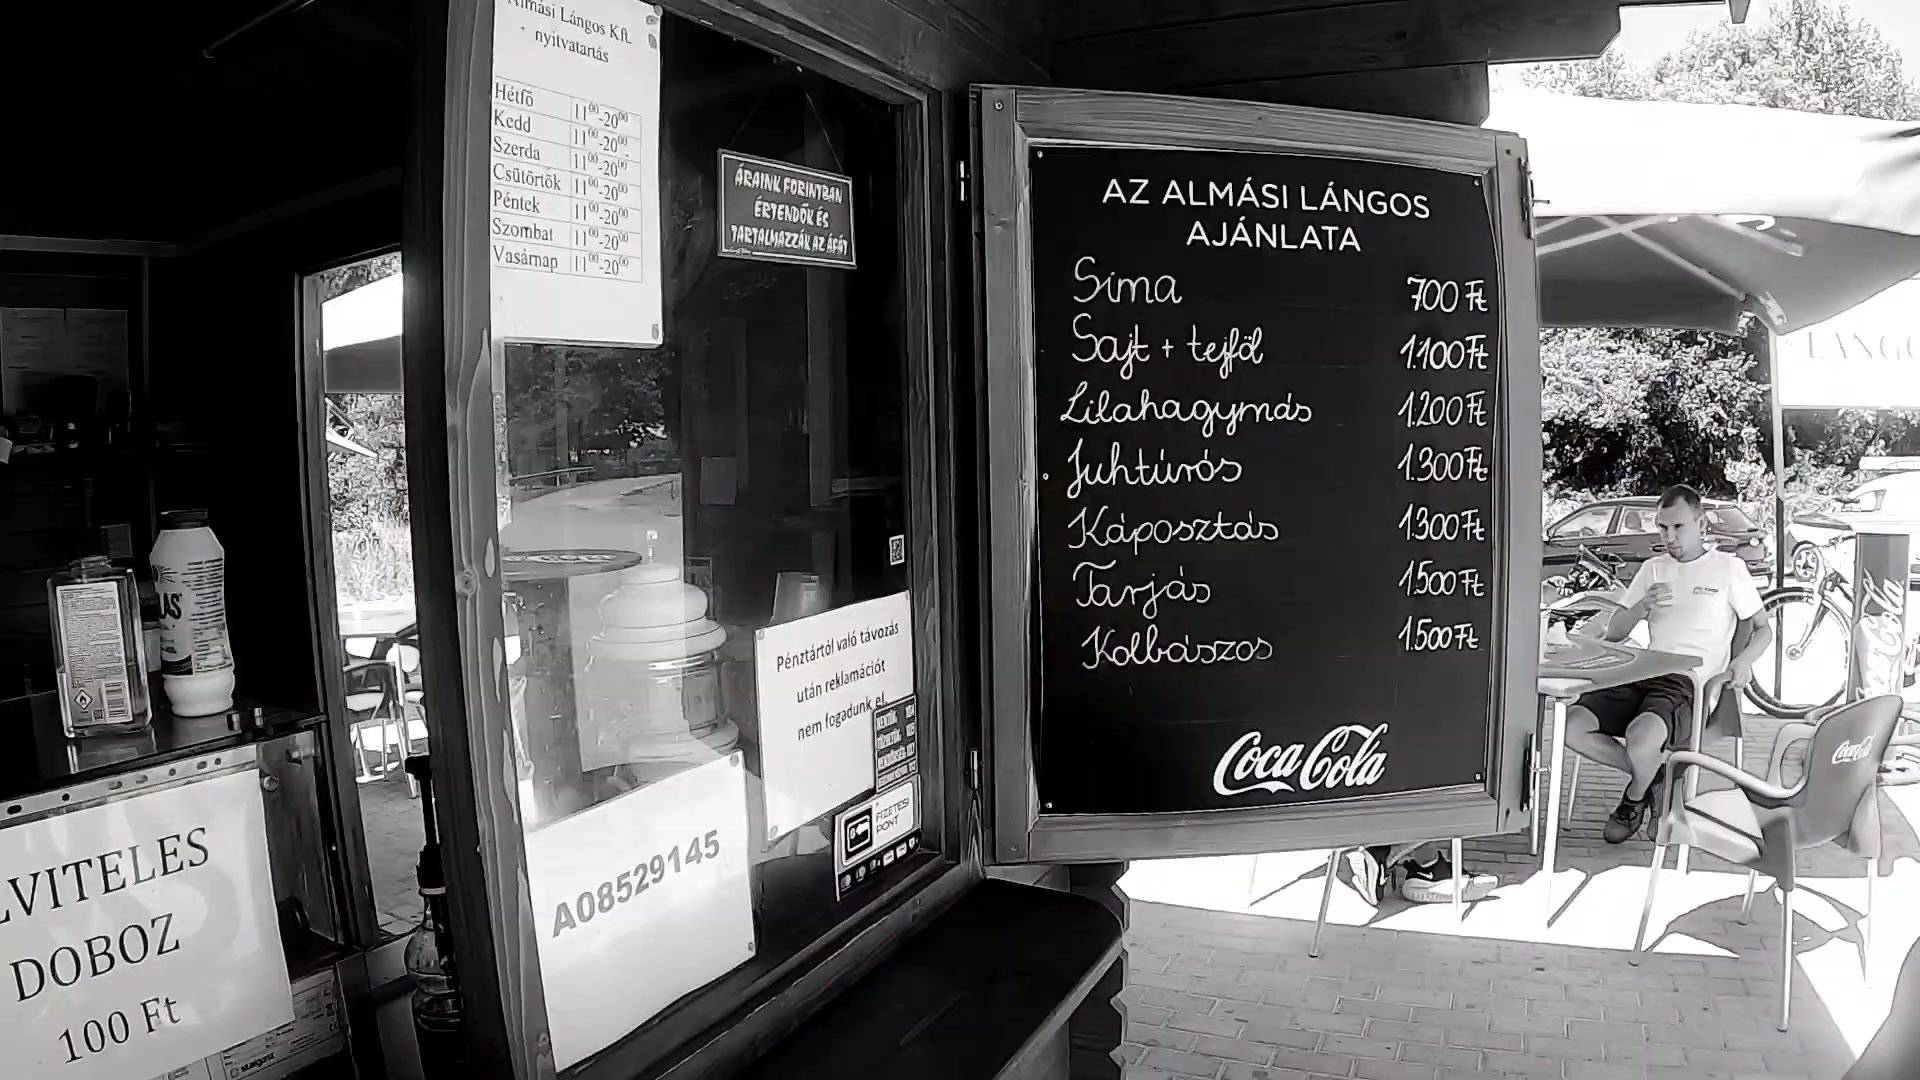 Almási Lángos Kft.
nyitvatartás
Hétfő 11⁰⁰-20⁰⁰
Kedd 11⁰⁰-20⁰⁰
Szerda 11⁰⁰-20⁰⁰
Csütörtök 11⁰⁰-20⁰⁰
Péntek 11⁰⁰-20⁰⁰
Szombat 11⁰⁰-20⁰⁰
Vasárnap 11⁰⁰-20⁰⁰
ÁRAINK FORINTBAN
ÉRTENDŐK ÉS
TARTALMAZZÁK AZ ÁFÁT
AZ ALMÁSI LÁNGOS
AJÁNLATA
Sima 700 Ft
Sajt + tejföl 1.100 Ft
Lilahagymás 1.200 Ft
Juhtúrós 1.300 Ft
Káposztás 1.300 Ft
Tarjás 1.500 Ft
Kolbászos 1.500 Ft
Coca Cola
Pénztártól való távozás
után reklamációt
nem fogadunk el.
FIZETÉSI
PONT
A08529145
LVITELES
DOBOZ
100 Ft
LÁNGO
Coca-Cola
Coca-Cola